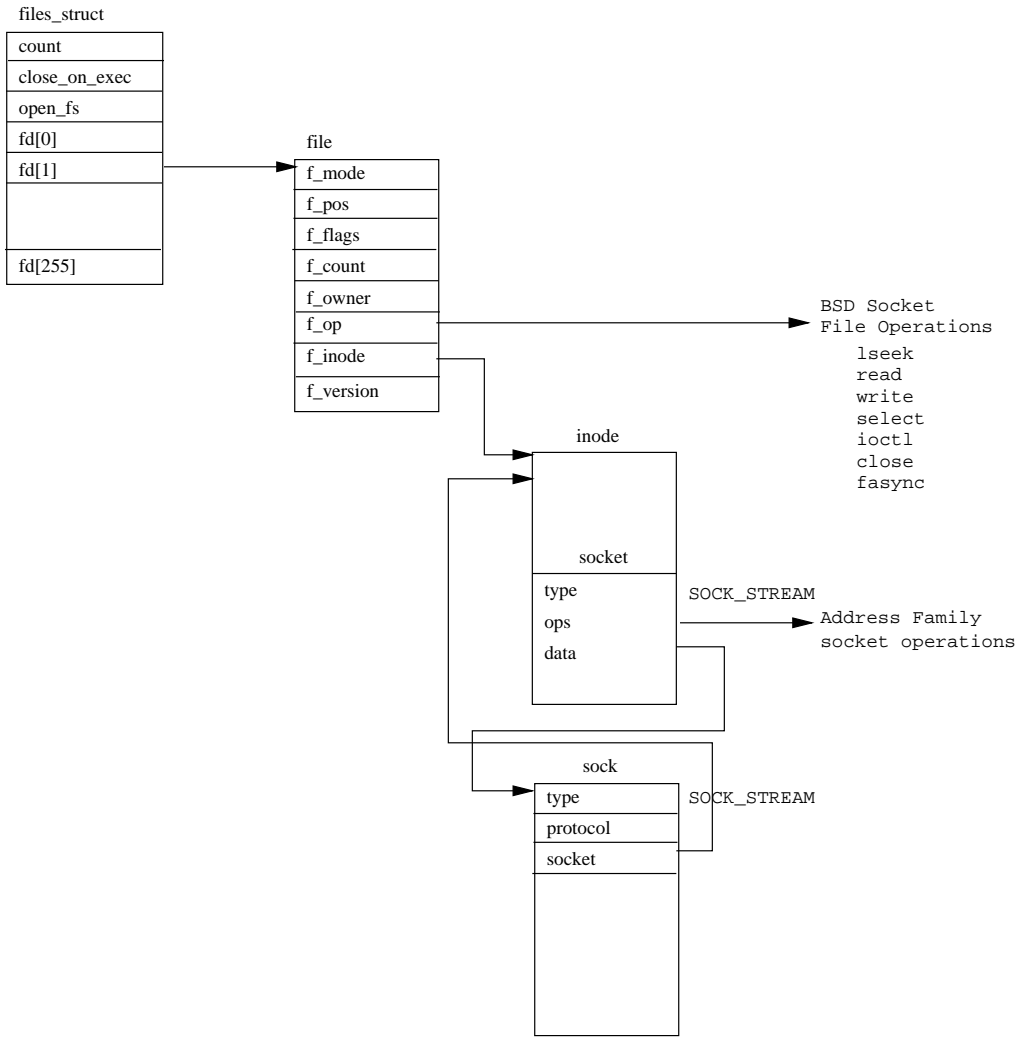 files_struct
count
close_on_exec
open_fs
fd[0]
fd[1]
fd[255]
file
f_mode
f_pos
f_flags
f_count
f_owner
f_op
f_inode
f_version
BSD Socket
File Operations
lseek
read
write
select
ioctl
close
fasync
inode
socket
type
SOCK_STREAM
ops
Address Family
socket operations
data
sock
type
SOCK_STREAM
protocol
socket